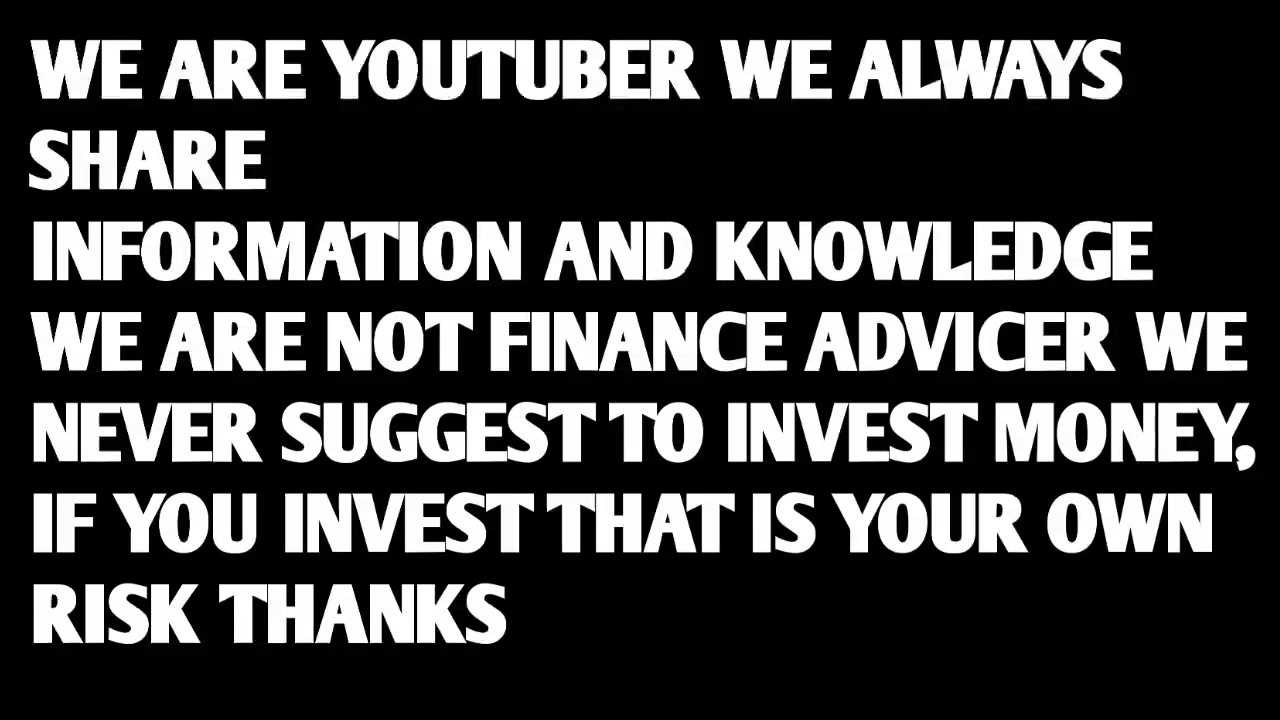 WE ARE YOUTUBER WE ALWAYS
SHARE
INFORMATION AND KNOWLEDGE
WE ARE NOT FINANCE ADVICER WE
NEVER SUGGEST TO INVEST MONEY,
IF YOU INVEST THAT IS YOUR OWN
RISK THANKS